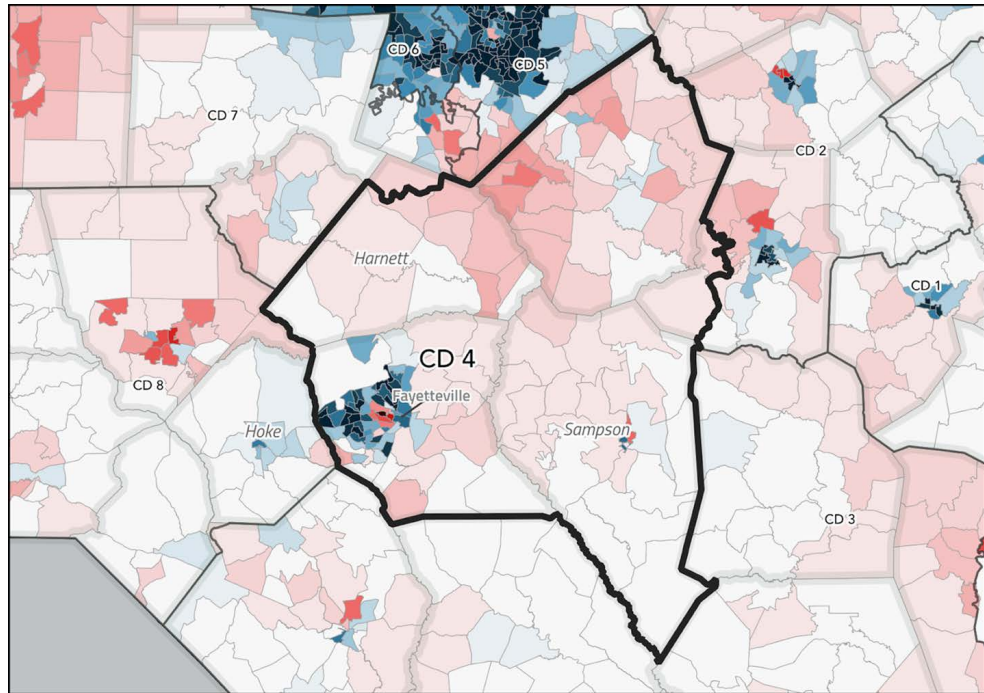 CD 6
CD 5
CD 7
CD 2
Harnett
CD 1
CD 4
CD 8
Fayetteville
Hoke
Sampson
CD 3